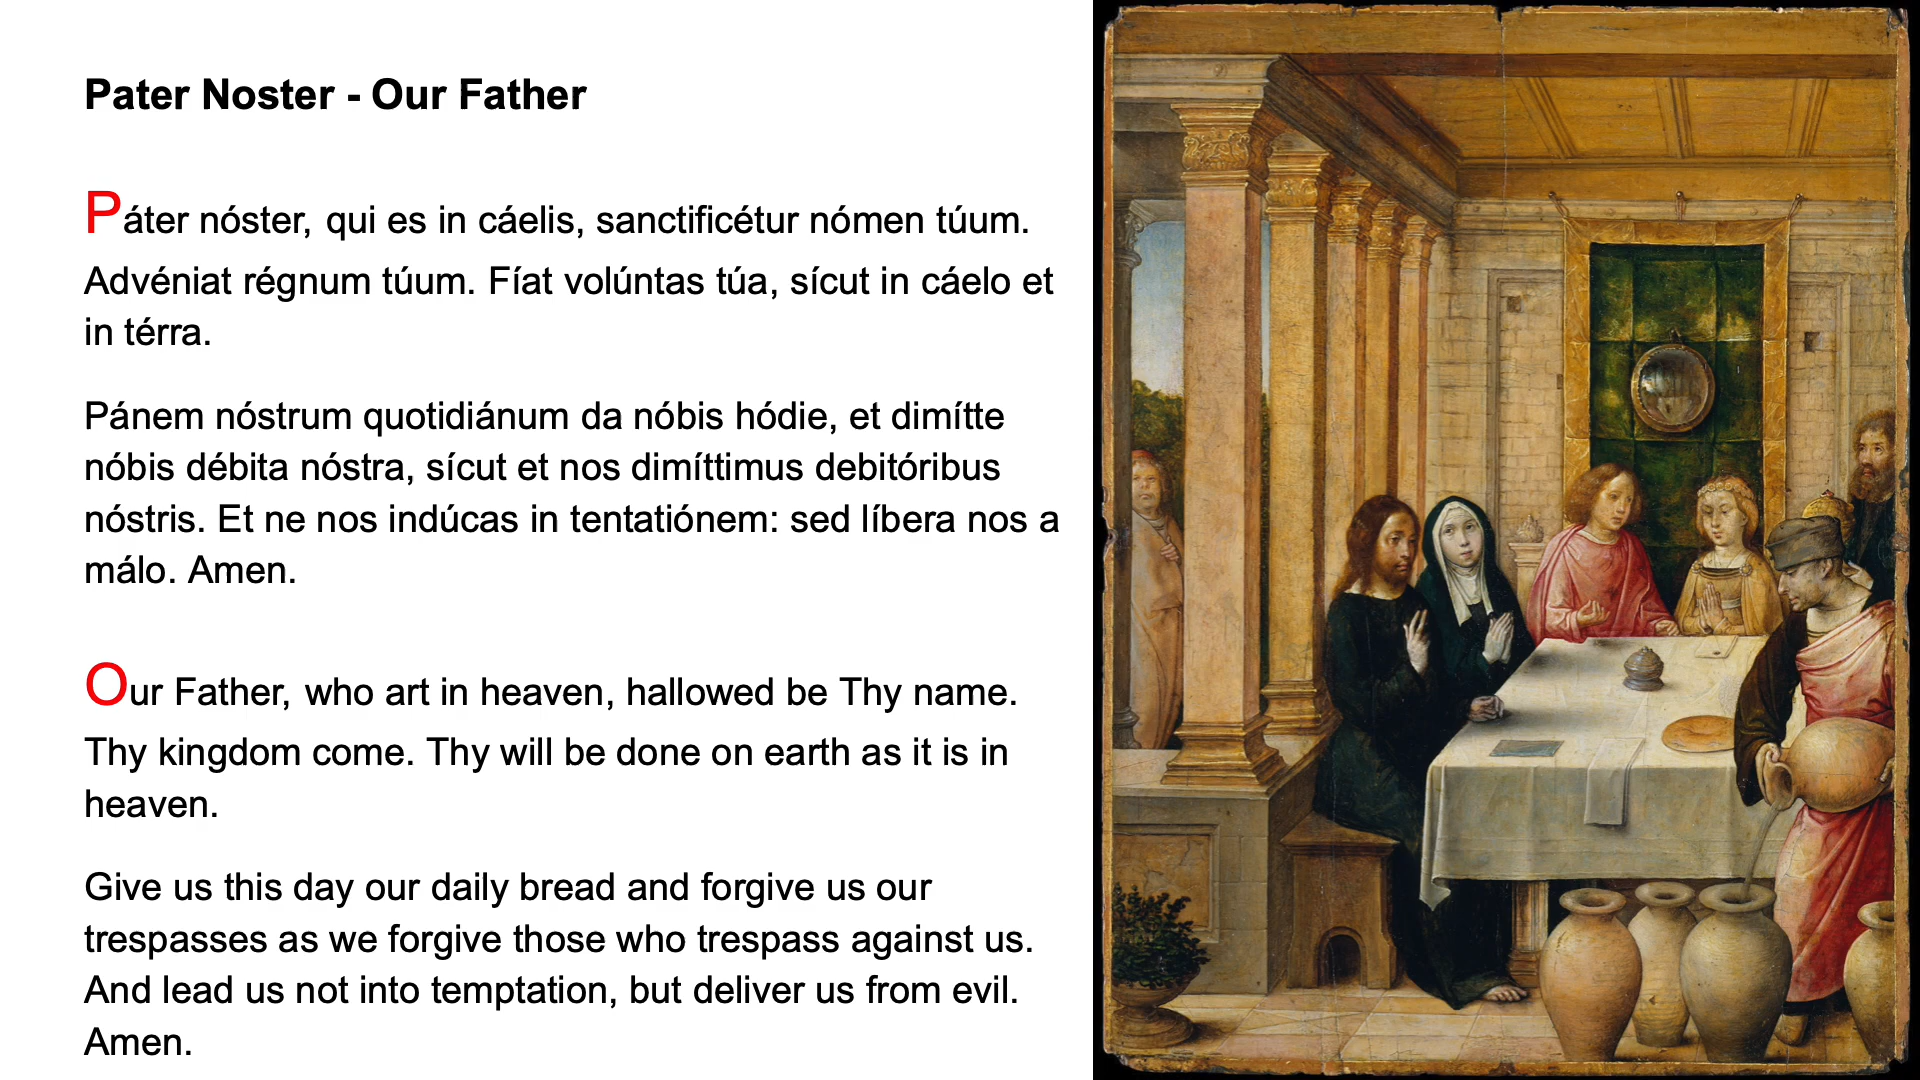 Pater Noster - Our Father
Páter nóster, qui es in cáelis, sanctificétur nómen túum.
Advéniat régnum túum. Fíat volúntas túa, sícut in cáelo et
in térra.
Pánem nóstrum quotidiánum da nóbis hódie, et dimítte
nóbis débita nóstra, sícut et nos dimíttimus debitóribus
nóstris. Et ne nos indúcas in tentatiónem: sed líbera nos a
málo. Amen.
Our Father, who art in heaven, hallowed be Thy name.
Thy kingdom come. Thy will be done on earth as it is in
heaven.
Give us this day our daily bread and forgive us our
trespasses as we forgive those who trespass against us.
And lead us not into temptation, but deliver us from evil.
Amen.